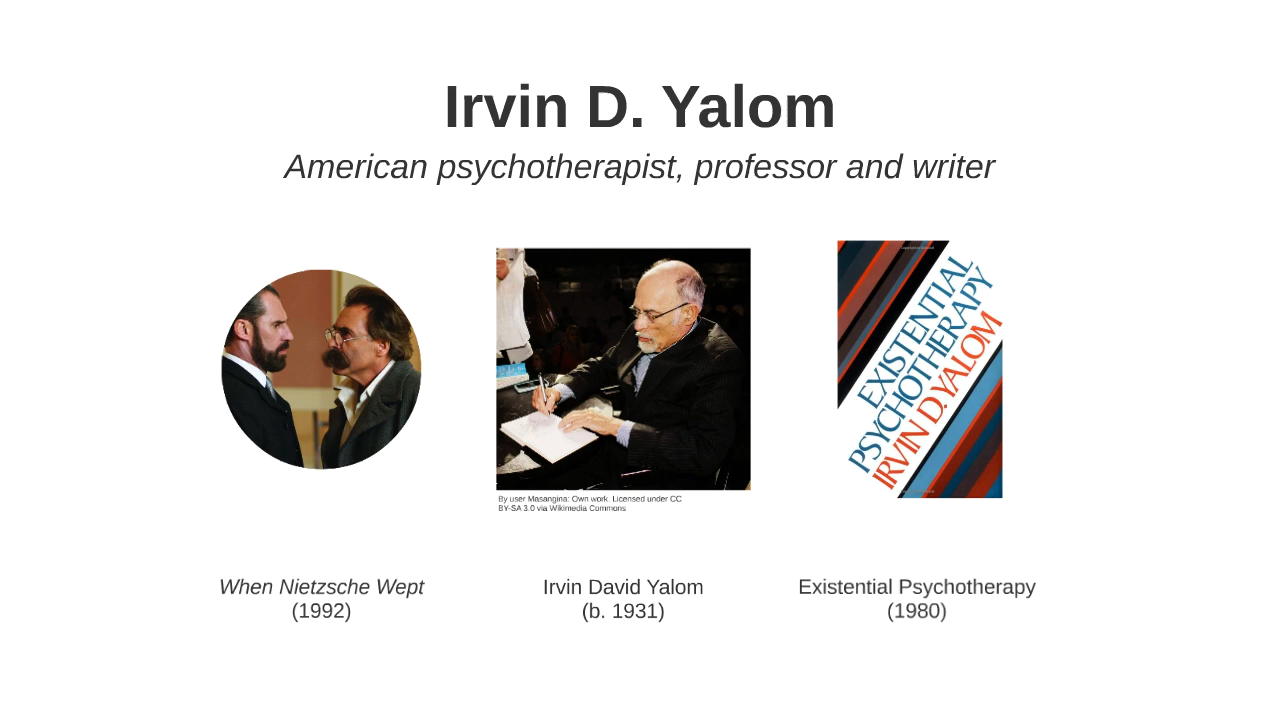 Irvin D. Yalom
American psychotherapist, professor and writer
EXISTENTIAL
PSYCHOTHERAPY
IRVIN D. YALOM
By user Masangina: Own work. Licensed under CC
BY-SA 3.0 via Wikimedia Commons
When Nietzsche Wept
(1992)
Irvin David Yalom
(b. 1931)
Existential Psychotherapy
(1980)